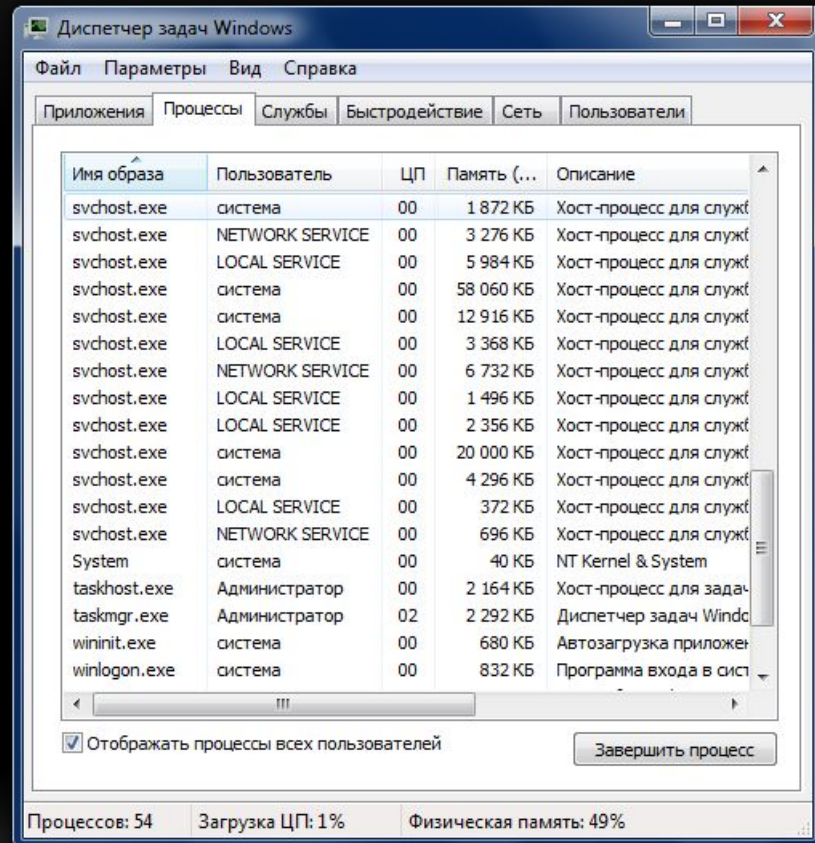 Диспетчер задач Windows
Файл Параметры Вид Справка
Приложения Процессы Службы Быстродействие Сеть Пользователи
Имя образа Пользователь ЦП Память (... Описание
svchost.exe система 00 1 872 КБ Хост-процесс для служб
svchost.exe NETWORK SERVICE 00 3 276 КБ Хост-процесс для служб
svchost.exe LOCAL SERVICE 00 5 984 КБ Хост-процесс для служб
svchost.exe система 00 58 060 КБ Хост-процесс для служб
svchost.exe система 00 12 916 КБ Хост-процесс для служб
svchost.exe LOCAL SERVICE 00 3 368 КБ Хост-процесс для служб
svchost.exe NETWORK SERVICE 00 6 732 КБ Хост-процесс для служб
svchost.exe LOCAL SERVICE 00 1 496 КБ Хост-процесс для служб
svchost.exe LOCAL SERVICE 00 2 356 КБ Хост-процесс для служб
svchost.exe система 00 20 000 КБ Хост-процесс для служб
svchost.exe система 00 4 296 КБ Хост-процесс для служб
svchost.exe LOCAL SERVICE 00 372 КБ Хост-процесс для служб
svchost.exe NETWORK SERVICE 00 696 КБ Хост-процесс для служб
System система 00 40 КБ NT Kernel & System
taskhost.exe Администратор 00 2 164 КБ Хост-процесс для задач
taskmgr.exe Администратор 02 2 292 КБ Диспетчер задач Windo
wininit.exe система 00 680 КБ Автозагрузка приложен
winlogon.exe система 00 832 КБ Программа входа в сист
Отображать процессы всех пользователей
Завершить процесс
Процессов: 54 Загрузка ЦП: 1% Физическая память: 49%